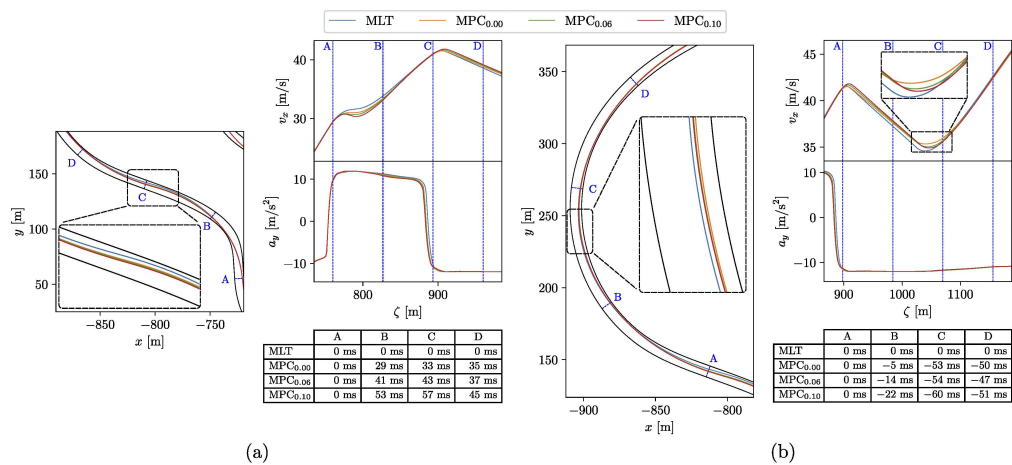 MLT MPC0.00 MPC0.06 MPC0.10
A B C D
40
30
vx [m/s]
10
0
−10
ay [m/s²]
800 900
ζ [m]
150
100
50
y [m]
−850 −800 −750
x [m]
D
C
B
A
A B C D
MLT 0 ms 0 ms 0 ms 0 ms
MPC0.00 0 ms 29 ms 33 ms 35 ms
MPC0.06 0 ms 41 ms 43 ms 37 ms
MPC0.10 0 ms 53 ms 57 ms 45 ms
(a)
350
300
250
200
150
y [m]
−900 −850 −800
x [m]
D
C
B
A
A B C D
45
40
35
vx [m/s]
10
0
−10
ay [m/s²]
900 1000 1100
ζ [m]
A B C D
MLT 0 ms 0 ms 0 ms 0 ms
MPC0.00 0 ms −5 ms −53 ms −50 ms
MPC0.06 0 ms −14 ms −54 ms −47 ms
MPC0.10 0 ms −22 ms −60 ms −51 ms
(b)